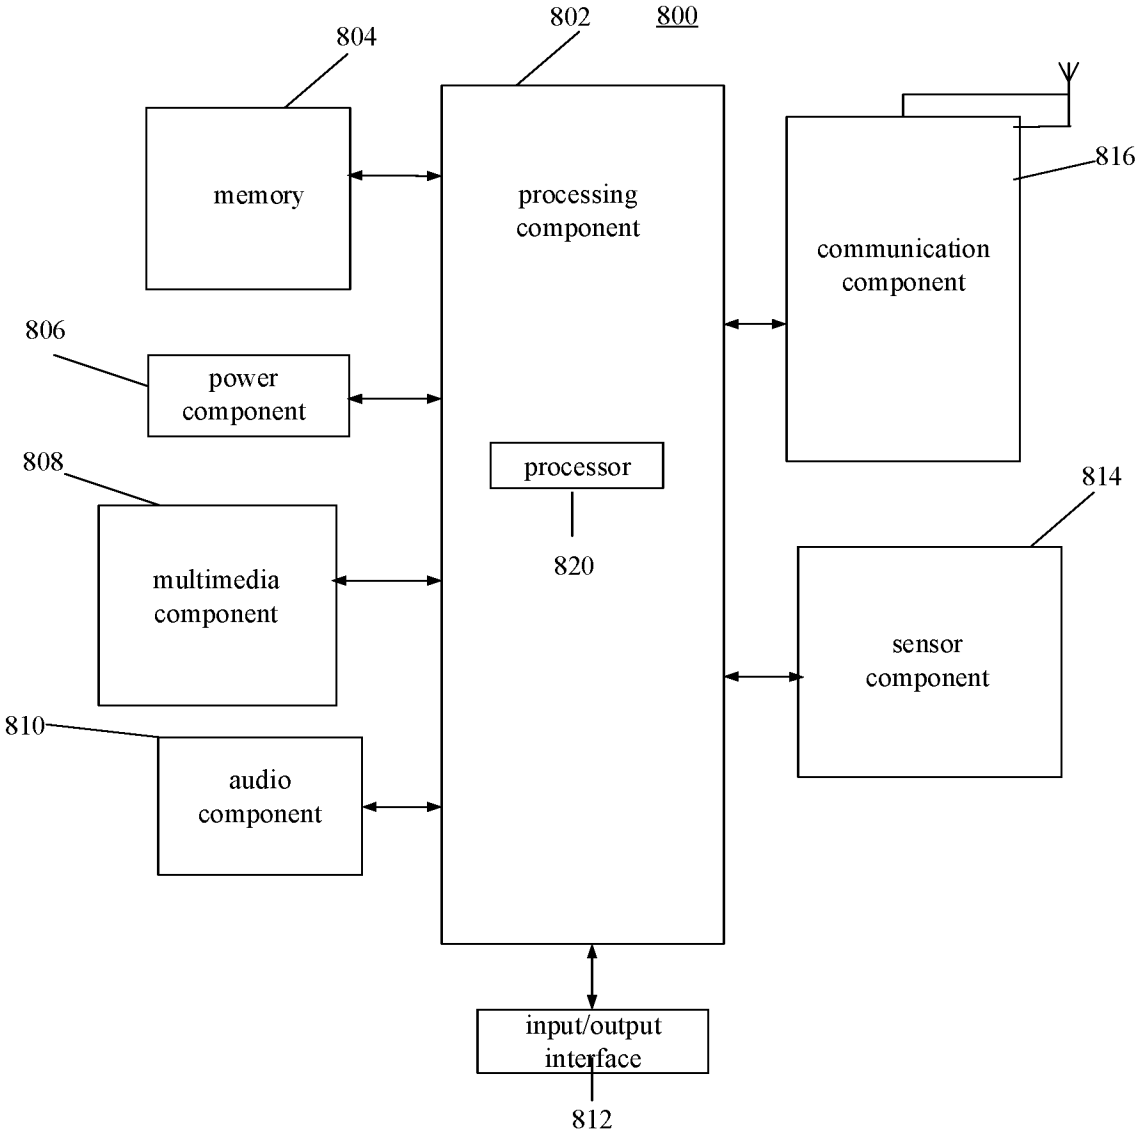 802
800
804
816
memory
processing
component
communication
component
806
power
component
808
processor
814
820
multimedia
component
sensor
component
810
audio
component
input/output
interface
812